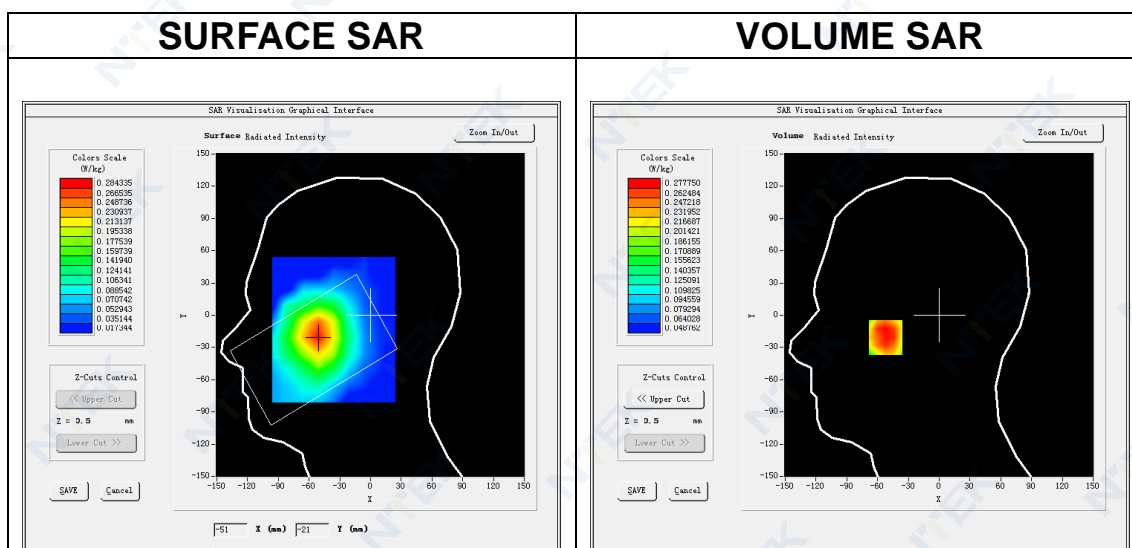 SURFACE SAR
SAR Visualisation Graphical Interface
Surface Radiated Intensity
Zoom In/Out
Colors Scale
(W/kg)
0.284335
0.266535
0.248736
0.230937
0.213137
0.195338
0.177539
0.159739
0.141940
0.124141
0.106341
0.088542
0.070742
0.052943
0.035144
0.017344
Z-Cuts Control
<< Upper Cut
Z = 3.5 mm
Lower Cut >>
SAVE Cancel
150
120
90
60
30
0
-30
-60
-90
-120
-150
Y
-150 -120 -90 -60 -30 0 30 60 90 120 150
X
-51 X (mm) -21 Y (mm)
VOLUME SAR
SAR Visualisation Graphical Interface
Volume Radiated Intensity
Zoom In/Out
Colors Scale
(W/kg)
0.277750
0.262484
0.247218
0.231952
0.216687
0.201421
0.186155
0.170889
0.155623
0.140357
0.125091
0.109825
0.094559
0.079294
0.064028
0.048762
Z-Cuts Control
<< Upper Cut
Z = 3.5 mm
Lower Cut >>
SAVE Cancel
150
120
90
60
30
0
-30
-60
-90
-120
-150
Y
-150 -120 -90 -60 -30 0 30 60 90 120 150
X
NTEK